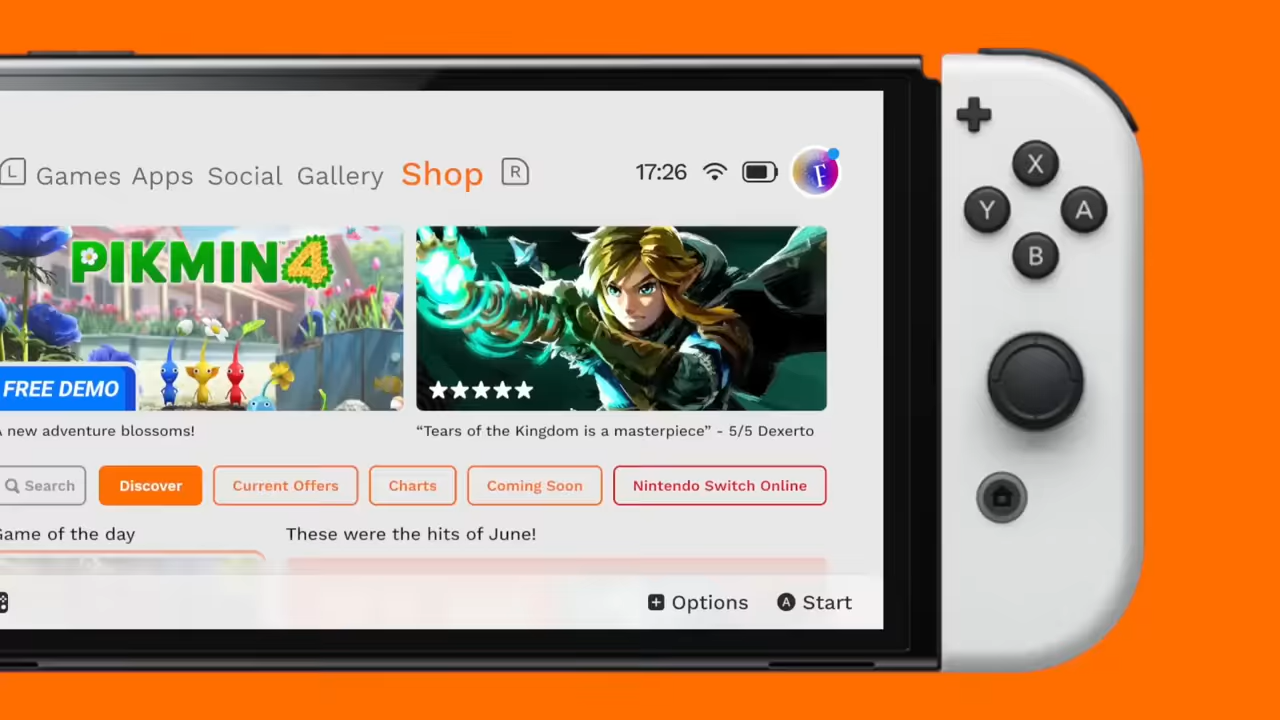 L Games Apps Social Gallery Shop R 17:26 F
PIKMIN 4
FREE DEMO
A new adventure blossoms!
“Tears of the Kingdom is a masterpiece” - 5/5 Dexerto
Search Discover Current Offers Charts Coming Soon Nintendo Switch Online
Game of the day
These were the hits of June!
Options A Start
X
Y A
B